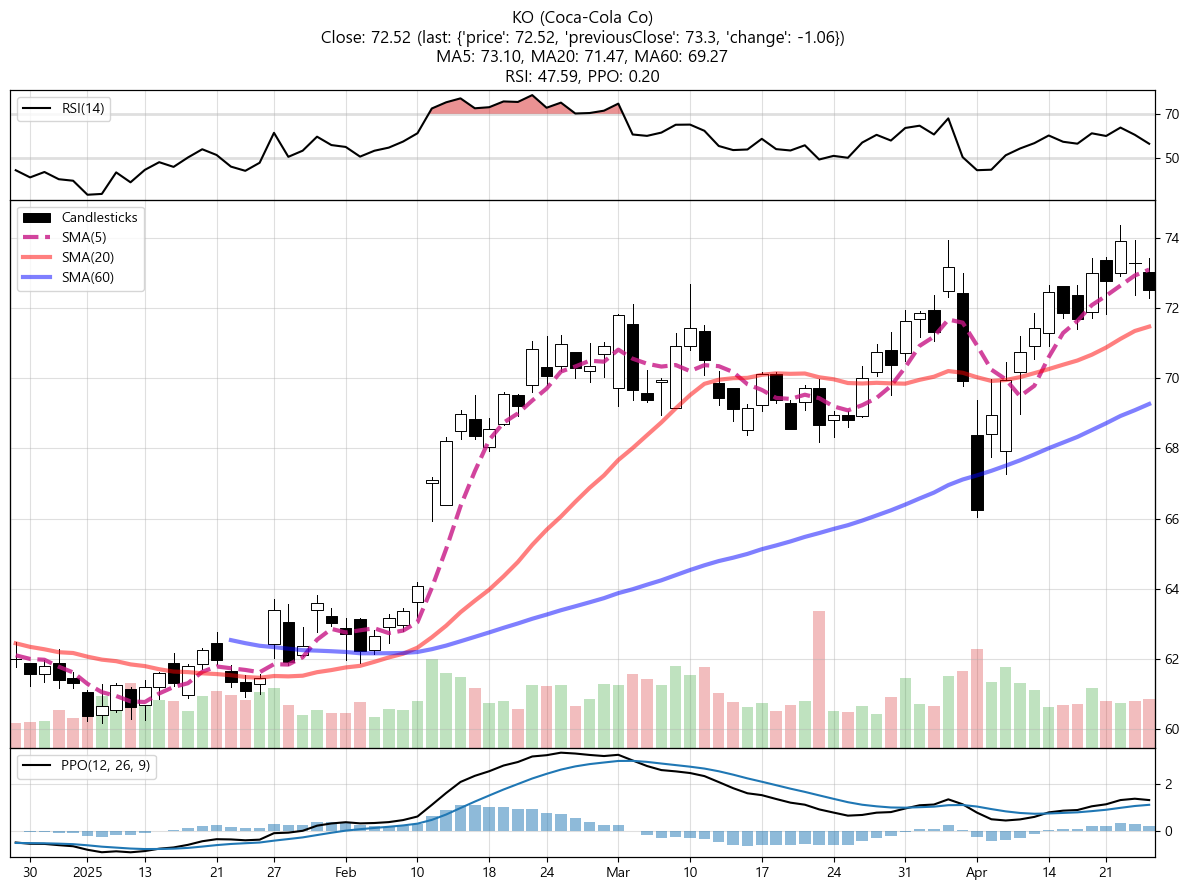 KO (Coca-Cola Co)
Close: 72.52 (last: {'price': 72.52, 'previousClose': 73.3, 'change': -1.06})
MA5: 73.10, MA20: 71.47, MA60: 69.27
RSI: 47.59, PPO: 0.20
RSI(14)
70
50
Candlesticks
SMA(5)
SMA(20)
SMA(60)
74
72
70
68
66
64
62
60
PPO(12, 26, 9)
2
0
30 2025 13 21 27 Feb 10 18 24 Mar 10 17 24 31 Apr 14 21